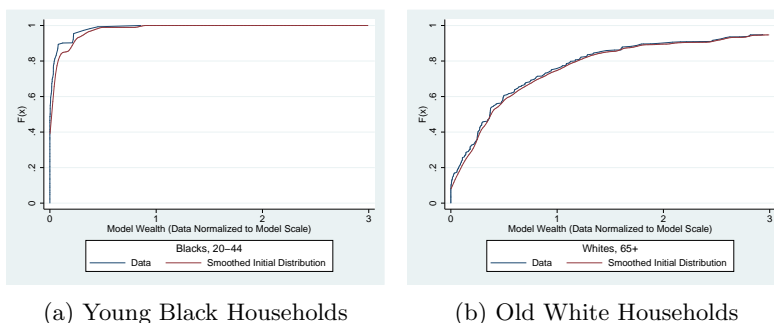 F(x)
0 .2 .4 .6 .8 1
0 1 2 3
Model Wealth (Data Normalized to Model Scale)
Blacks, 20−44
Data Smoothed Initial Distribution
(a) Young Black Households
F(x)
0 .2 .4 .6 .8 1
0 1 2 3
Model Wealth (Data Normalized to Model Scale)
Whites, 65+
Data Smoothed Initial Distribution
(b) Old White Households